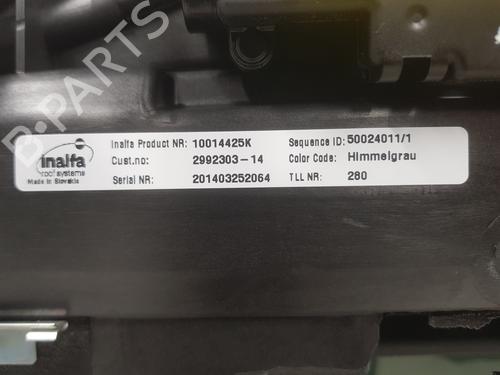 B-PARTS
inalfa
roof systems
Made in Slovakia
Inalfa Product NR: 10014425K
Cust.no: 2992303-14
Serial NR: 201403252064
Sequence ID: 50024011/1
Color Code: Himmelgrau
TLL NR: 280